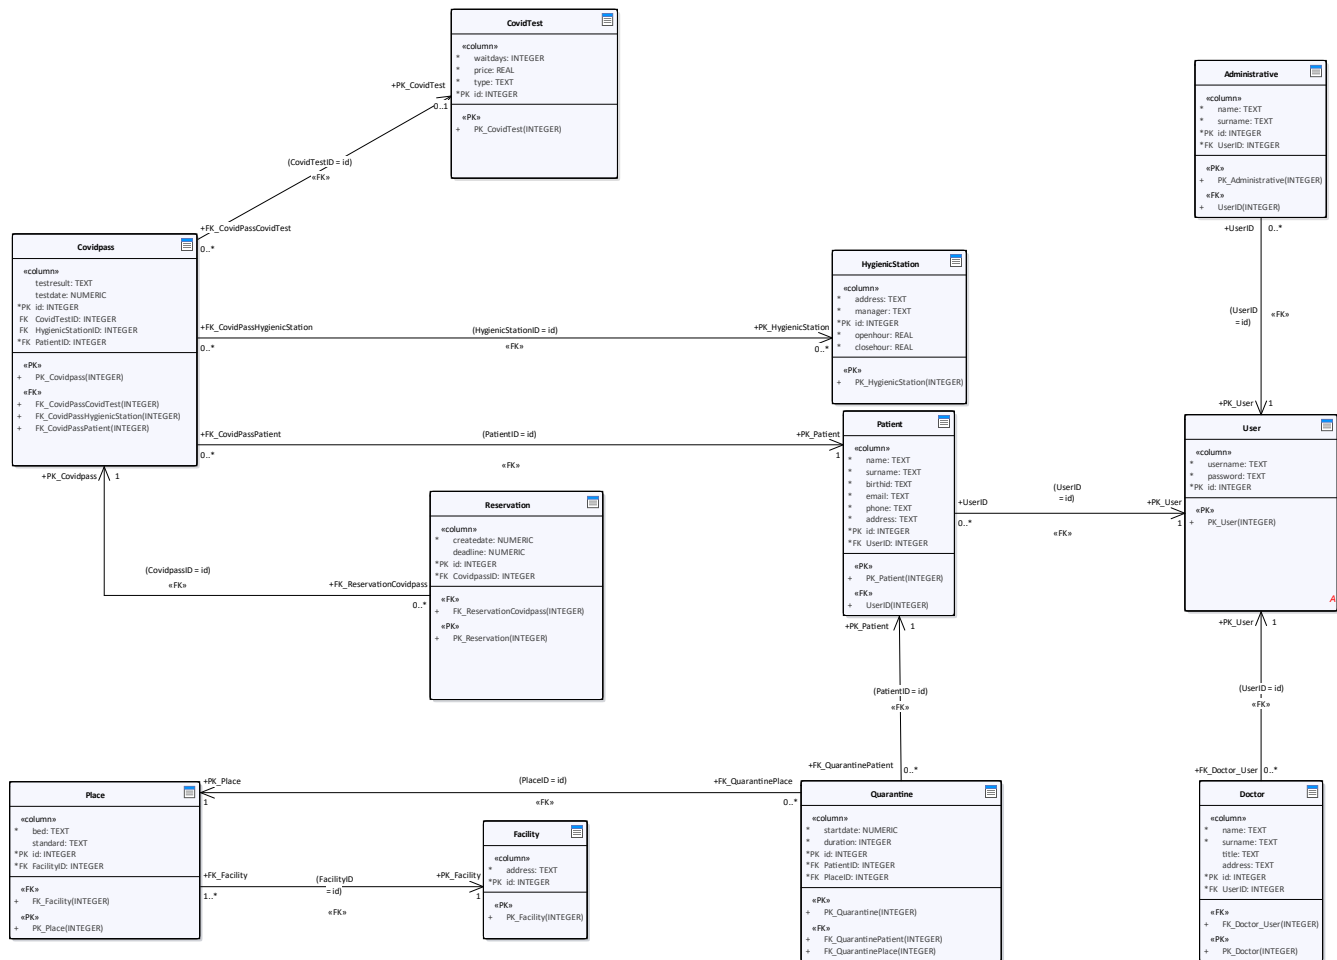 CovidTest
«column»
* waitdays: INTEGER
* price: REAL
* type: TEXT
*PK id: INTEGER
«PK»
+ PK_CovidTest(INTEGER)
+PK_CovidTest
0..1
(CovidTestID = id)
«FK»
+FK_CovidPassCovidTest
0..*
Administrative
«column»
* name: TEXT
* surname: TEXT
*PK id: INTEGER
*FK UserID: INTEGER
«PK»
+ PK_Administrative(INTEGER)
«FK»
+ UserID(INTEGER)
+UserID
0..*
(UserID
= id)
«FK»
+PK_User
1
Covidpass
«column»
testresult: TEXT
testdate: NUMERIC
*PK id: INTEGER
FK CovidTestID: INTEGER
FK HygienicStationID: INTEGER
*FK PatientID: INTEGER
«PK»
+ PK_Covidpass(INTEGER)
«FK»
+ FK_CovidPassCovidTest(INTEGER)
+ FK_CovidPassHygienicStation(INTEGER)
+ FK_CovidPassPatient(INTEGER)
+FK_CovidPassHygienicStation
0..*
(HygienicStationID = id)
«FK»
+PK_HygienicStation
0..*
HygienicStation
«column»
* address: TEXT
* manager: TEXT
*PK id: INTEGER
* openhour: REAL
* closehour: REAL
«PK»
+ PK_HygienicStation(INTEGER)
+FK_CovidPassPatient
0..*
(PatientID = id)
«FK»
+PK_Patient
1
Patient
«column»
* name: TEXT
* surname: TEXT
* birthid: TEXT
* email: TEXT
* phone: TEXT
* address: TEXT
*PK id: INTEGER
*FK UserID: INTEGER
«PK»
+ PK_Patient(INTEGER)
«FK»
+ UserID(INTEGER)
+UserID
0..*
(UserID
= id)
«FK»
+PK_User
1
User
«column»
* username: TEXT
* password: TEXT
*PK id: INTEGER
«PK»
+ PK_User(INTEGER)
A
+PK_Covidpass
1
(CovidpassID = id)
«FK»
+FK_ReservationCovidpass
0..*
Reservation
«column»
* createdate: NUMERIC
deadline: NUMERIC
*PK id: INTEGER
*FK CovidpassID: INTEGER
«FK»
+ FK_ReservationCovidpass(INTEGER)
«PK»
+ PK_Reservation(INTEGER)
+PK_Patient
1
(PatientID = id)
«FK»
+FK_QuarantinePatient
0..*
+PK_User
1
(UserID = id)
«FK»
+FK_Doctor_User
0..*
Place
«column»
* bed: TEXT
standard: TEXT
*PK id: INTEGER
*FK FacilityID: INTEGER
«FK»
+ FK_Facility(INTEGER)
«PK»
+ PK_Place(INTEGER)
+PK_Place
1
(PlaceID = id)
«FK»
+FK_QuarantinePlace
0..*
+FK_Facility
1..*
(FacilityID
= id)
«FK»
+PK_Facility
1
Facility
«column»
* address: TEXT
*PK id: INTEGER
«PK»
+ PK_Facility(INTEGER)
Quarantine
«column»
* startdate: NUMERIC
* duration: INTEGER
*PK id: INTEGER
*FK PatientID: INTEGER
*FK PlaceID: INTEGER
«PK»
+ PK_Quarantine(INTEGER)
«FK»
+ FK_QuarantinePatient(INTEGER)
+ FK_QuarantinePlace(INTEGER)
Doctor
«column»
* name: TEXT
* surname: TEXT
title: TEXT
address: TEXT
*PK id: INTEGER
*FK UserID: INTEGER
«FK»
+ FK_Doctor_User(INTEGER)
«PK»
+ PK_Doctor(INTEGER)